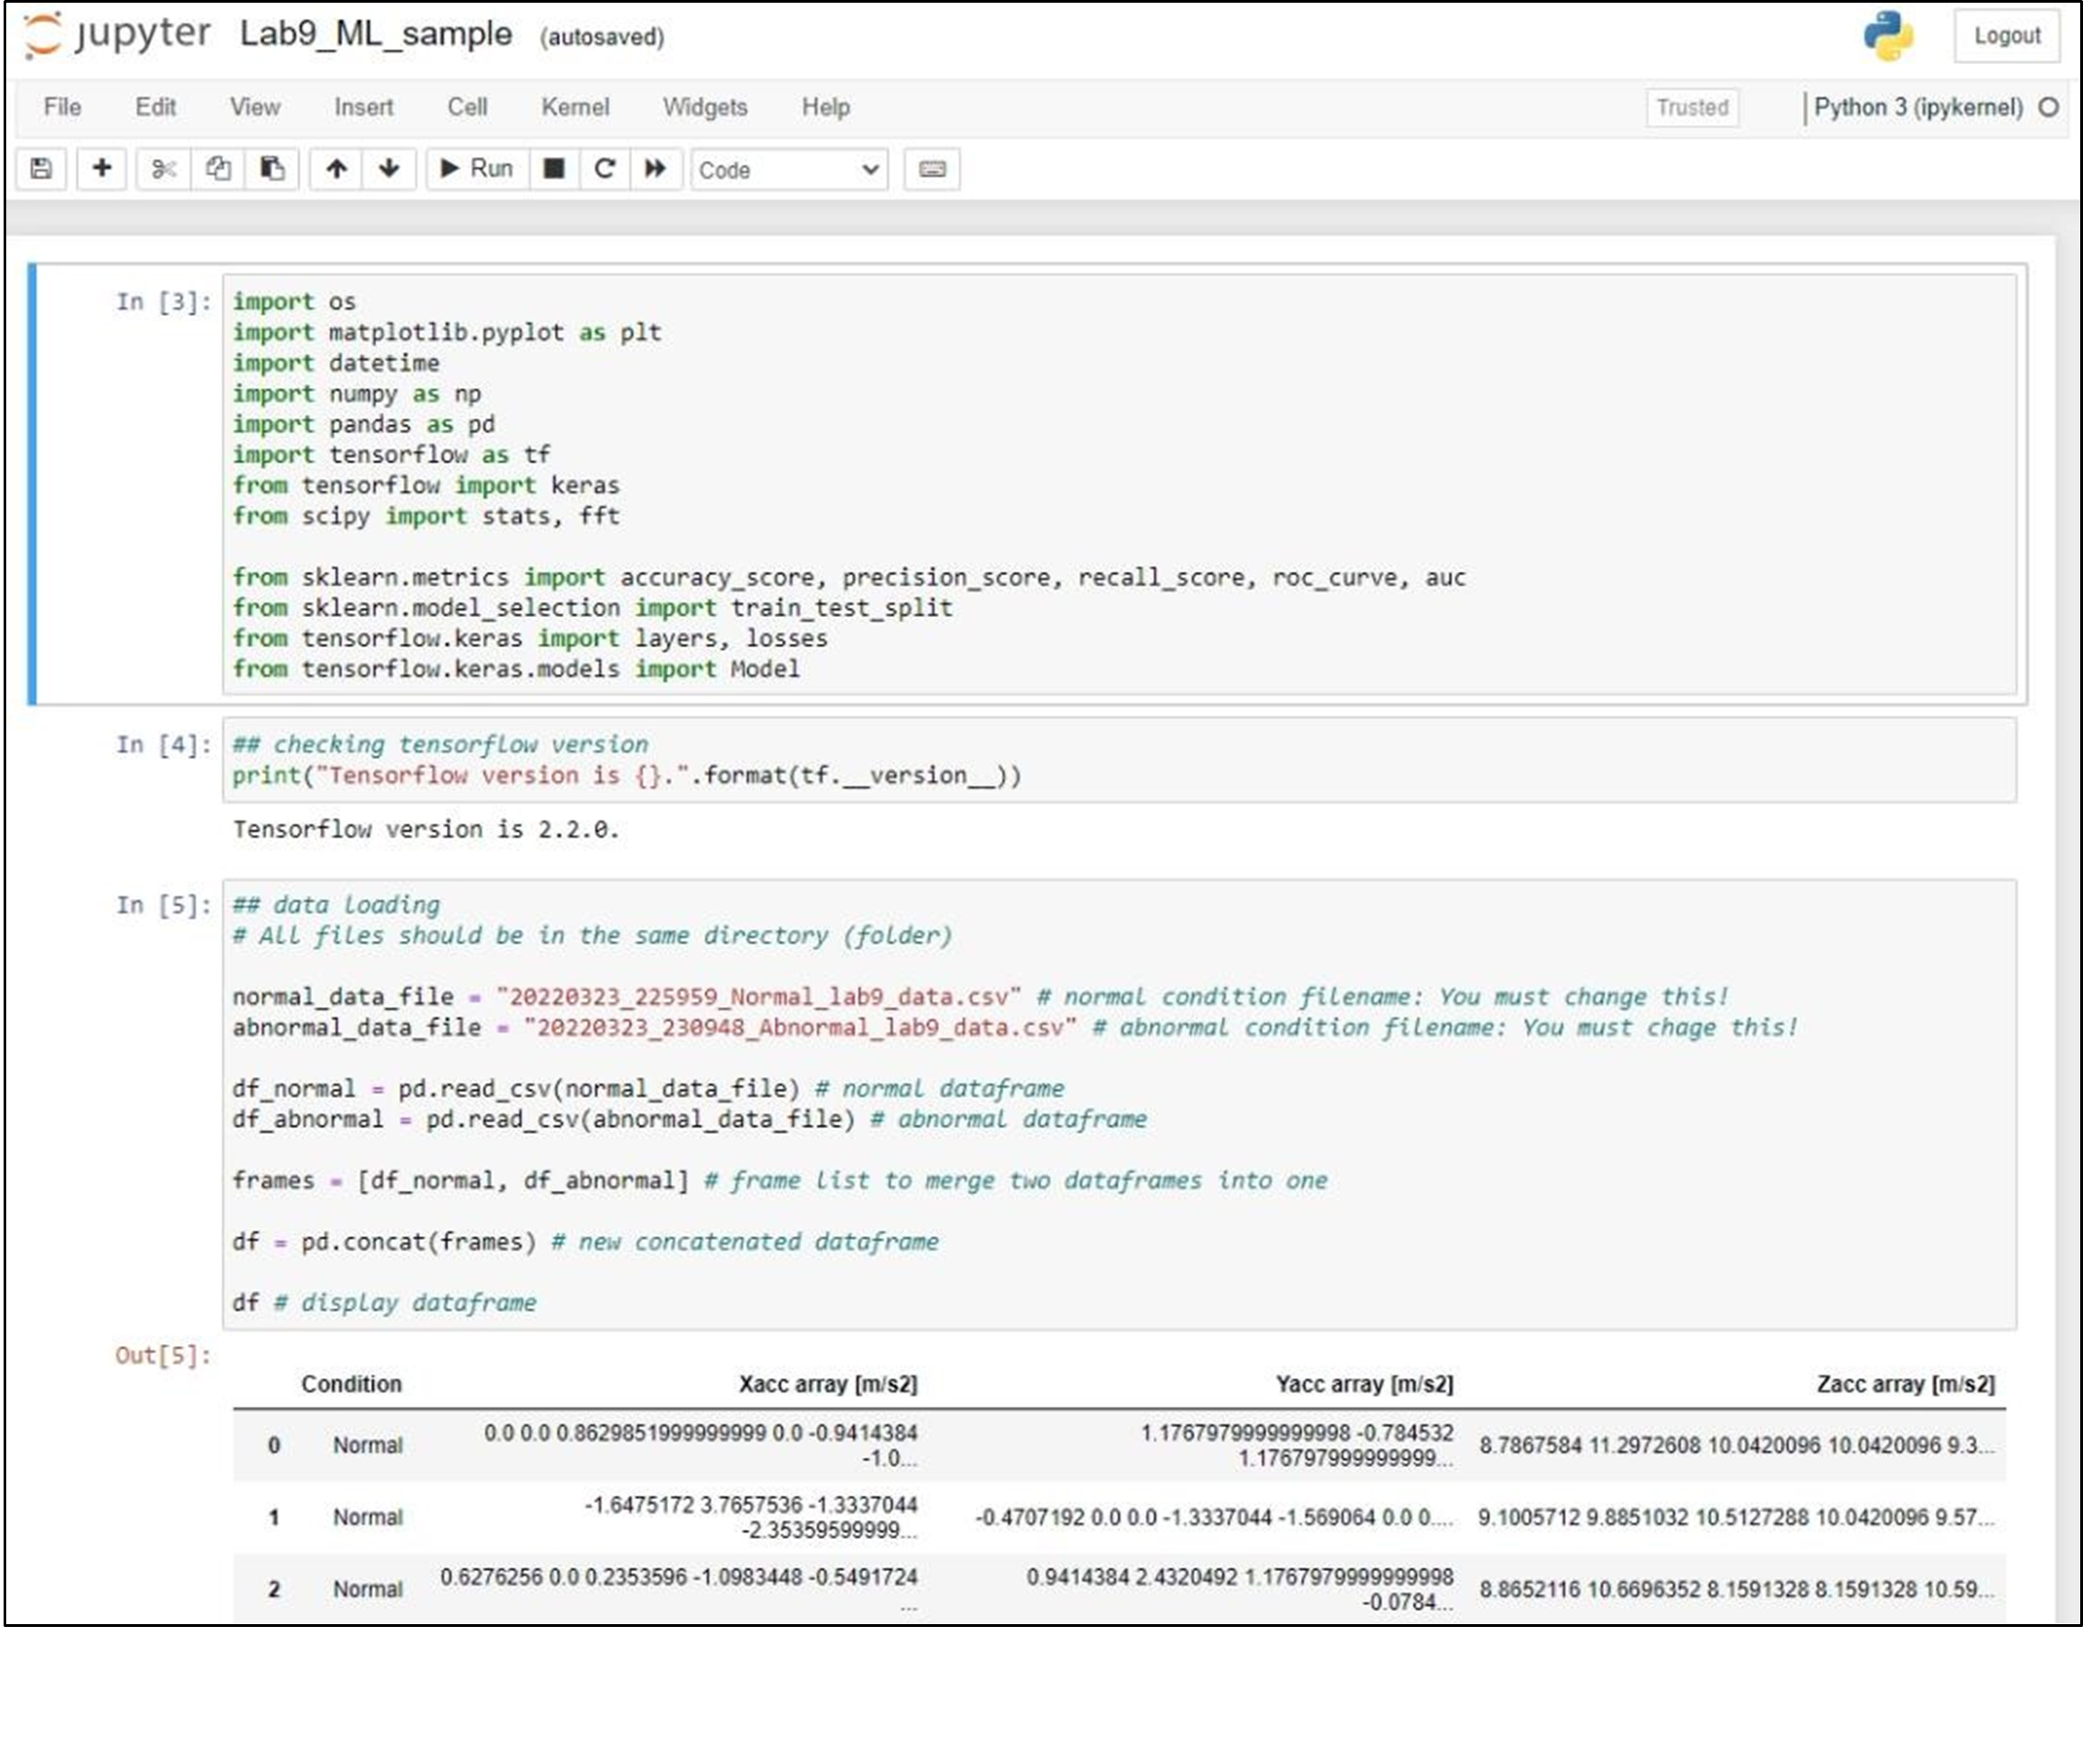 jupyter Lab9_ML_sample (autosaved) Logout
File Edit View Insert Cell Kernel Widgets Help Trusted Python 3 (ipykernel)
Run Code
In [3]: import os
import matplotlib.pyplot as plt
import datetime
import numpy as np
import pandas as pd
import tensorflow as tf
from tensorflow import keras
from scipy import stats, fft
from sklearn.metrics import accuracy_score, precision_score, recall_score, roc_curve, auc
from sklearn.model_selection import train_test_split
from tensorflow.keras import layers, losses
from tensorflow.keras.models import Model
In [4]: ## checking tensorflow version
print("Tensorflow version is {}.".format(tf.__version__))
Tensorflow version is 2.2.0.
In [5]: ## data loading
# All files should be in the same directory (folder)
normal_data_file = "20220323_225959_Normal_lab9_data.csv" # normal condition filename: You must change this!
abnormal_data_file = "20220323_230948_Abnormal_lab9_data.csv" # abnormal condition filename: You must chage this!
df_normal = pd.read_csv(normal_data_file) # normal dataframe
df_abnormal = pd.read_csv(abnormal_data_file) # abnormal dataframe
frames = [df_normal, df_abnormal] # frame list to merge two dataframes into one
df = pd.concat(frames) # new concatenated dataframe
df # display dataframe
Out[5]:
Condition Xacc array [m/s2] Yacc array [m/s2] Zacc array [m/s2]
0 Normal 0.0 0.0 0.8629851999999999 0.0 -0.9414384 -1.0... 1.1767979999999998 -0.784532 1.176797999999999... 8.7867584 11.2972608 10.0420096 10.0420096 9.3...
1 Normal -1.6475172 3.7657536 -1.3337044 -2.35359599999... -0.4707192 0.0 0.0 -1.3337044 -1.569064 0.0 0.... 9.1005712 9.8851032 10.5127288 10.0420096 9.57...
2 Normal 0.6276256 0.0 0.2353596 -1.0983448 -0.5491724 ... 0.9414384 2.4320492 1.1767979999999998 -0.0784... 8.8652116 10.6696352 8.1591328 8.1591328 10.59...